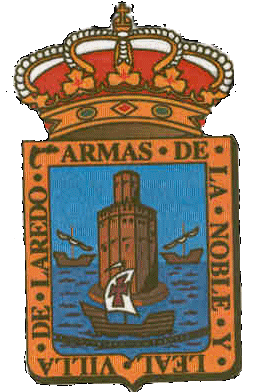 ARMAS · DE
· LA · NOBLE · Y
LEAL · VILLA
· DE · LAREDO ·